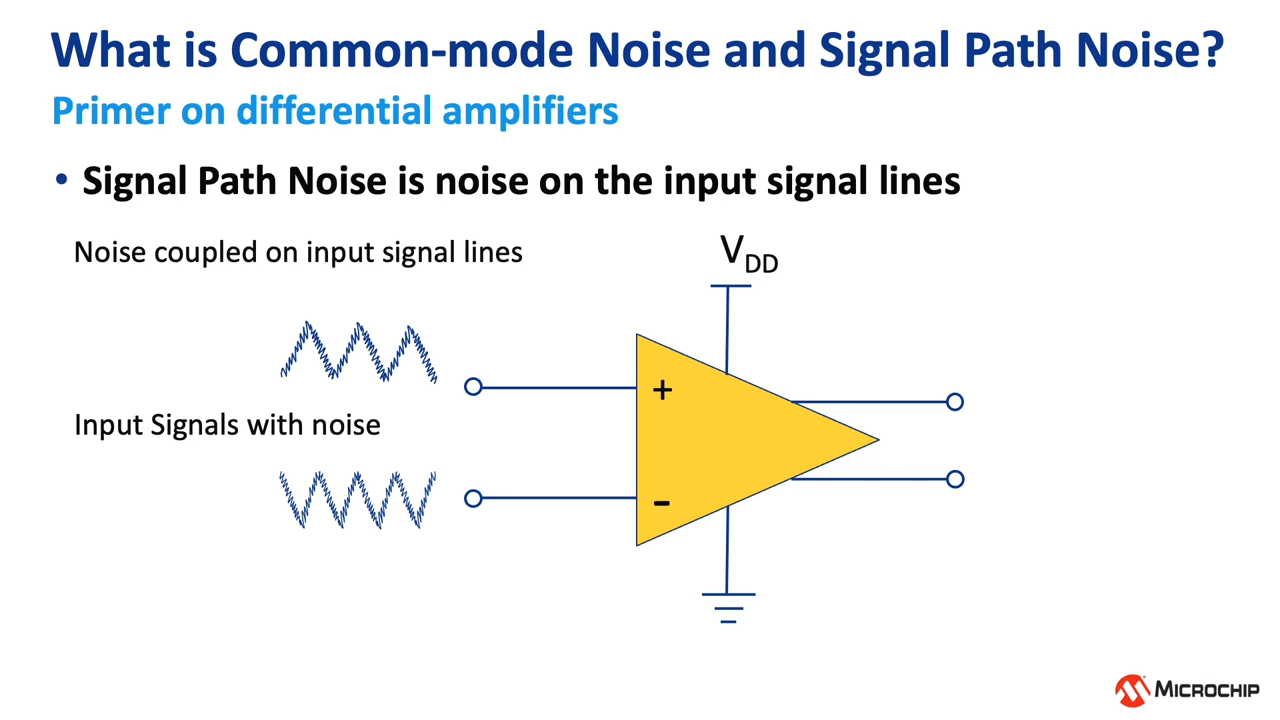 What is Common-mode Noise and Signal Path Noise?
Primer on differential amplifiers
• Signal Path Noise is noise on the input signal lines
Noise coupled on input signal lines
VDD
+
Input Signals with noise
-
MICROCHIP